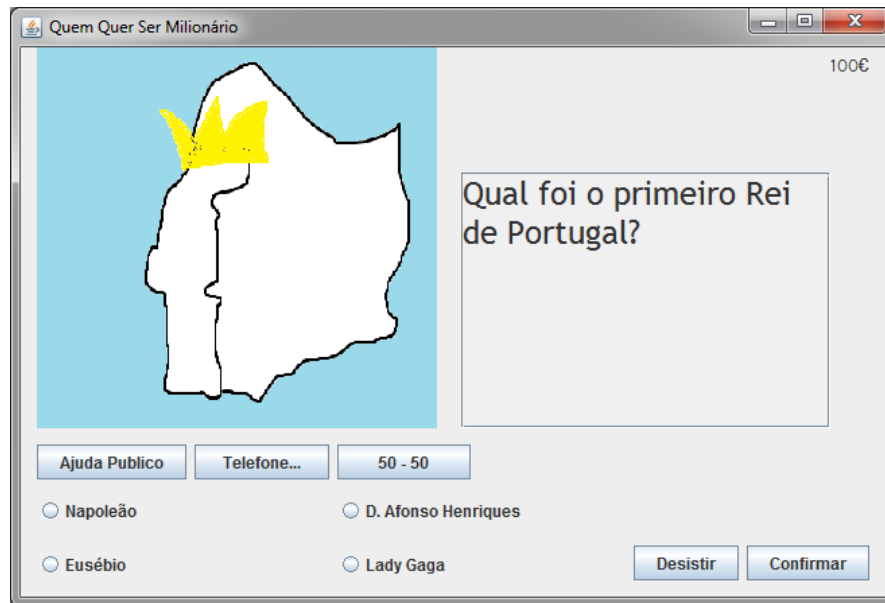 Quem Quer Ser Milionário
100€
Qual foi o primeiro Rei
de Portugal?
Ajuda Publico
Telefone...
50 - 50
Napoleão
D. Afonso Henriques
Eusébio
Lady Gaga
Desistir
Confirmar